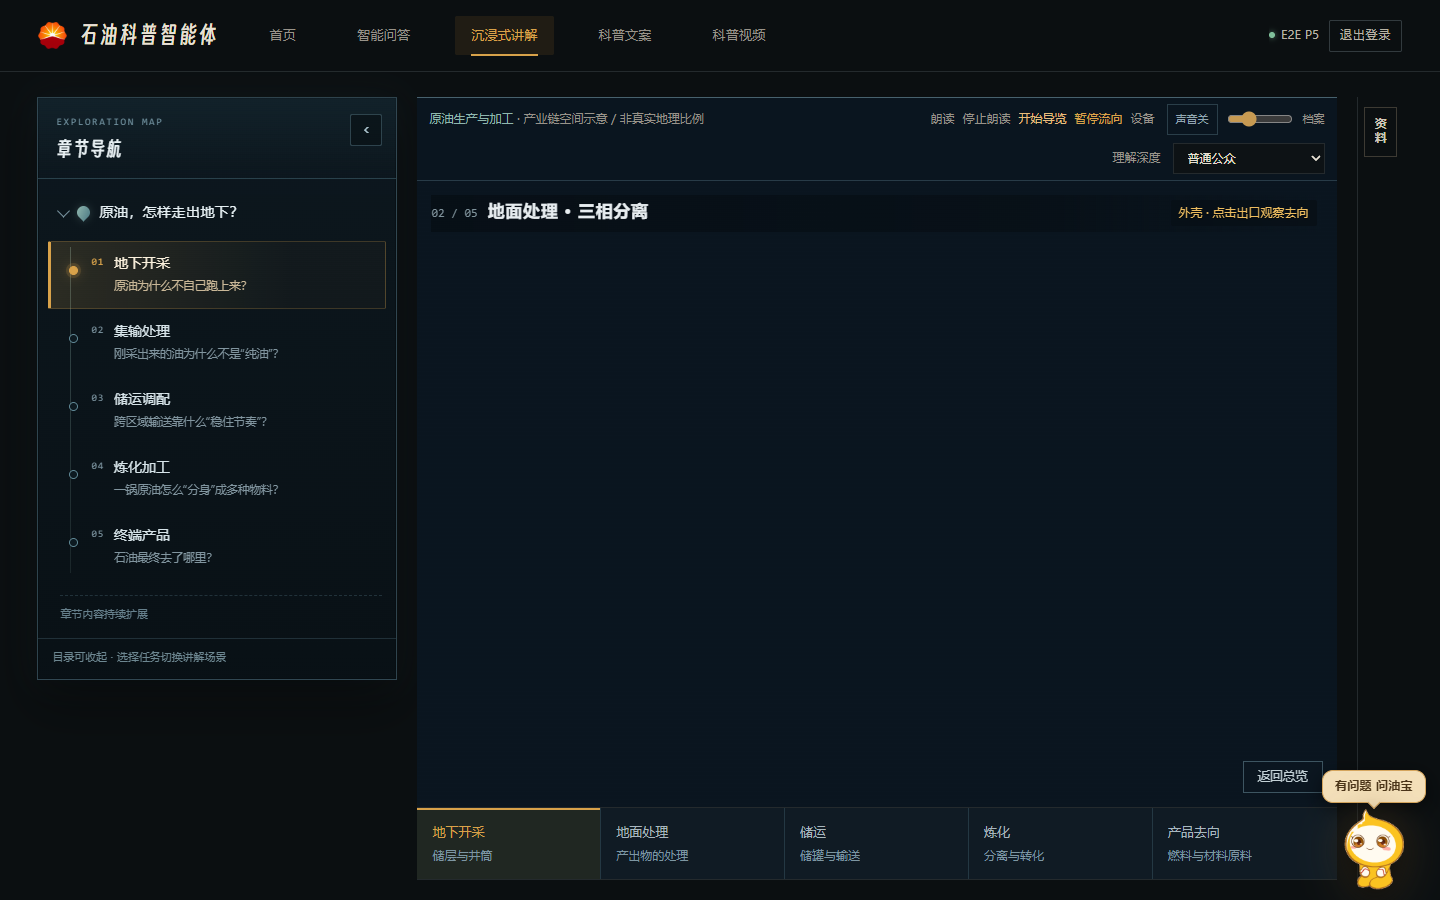 石油科普智能体
首页
智能问答
沉浸式讲解
科普文案
科普视频
E2E P5
退出登录
EXPLORATION MAP
章节导航
原油，怎样走出地下？
01 地下开采
原油为什么不自己跑上来？
02 集输处理
刚采出来的油为什么不是“纯油”？
03 储运调配
跨区域输送靠什么“稳住节奏”？
04 炼化加工
一锅原油怎么“分身”成多种物料？
05 终端产品
石油最终去了哪里？
章节内容持续扩展
目录可收起 · 选择任务切换讲解场景
原油生产与加工 · 产业链空间示意 / 非真实地理比例
朗读 停止朗读 开始导览 暂停流向 设备 声音关 档案
理解深度 普通公众
02 / 05 地面处理 · 三相分离
外壳 · 点击出口观察去向
返回总览
地下开采
储层与井筒
地面处理
产出物的处理
储运
储罐与输送
炼化
分离与转化
产品去向
燃料与材料原料
资料
有问题 问油宝